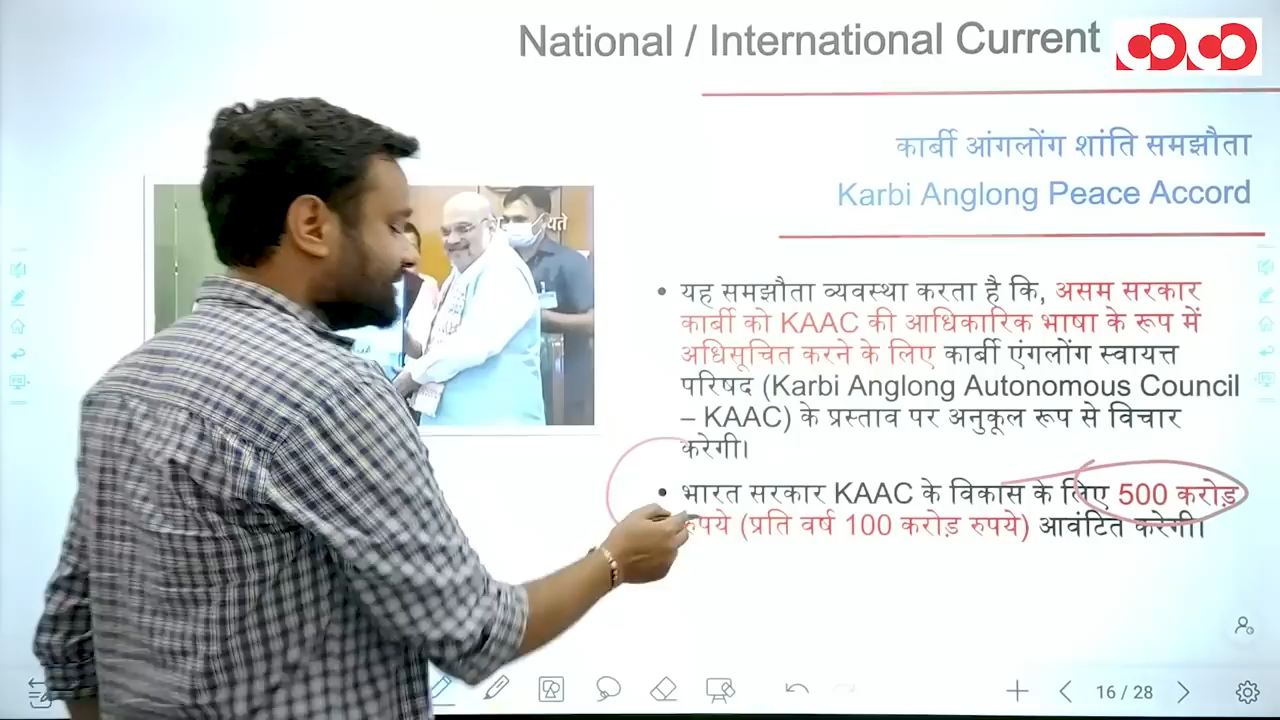 National / International Current
कार्बी आंगलोंग शांति समझौता
Karbi Anglong Peace Accord
यते
• यह समझौता व्यवस्था करता है कि, असम सरकार
कार्बी को KAAC की आधिकारिक भाषा के रूप में
अधिसूचित करने के लिए कार्बी एंगलोंग स्वायत्त
परिषद (Karbi Anglong Autonomous Council
– KAAC) के प्रस्ताव पर अनुकूल रूप से विचार
करेगी।
• भारत सरकार KAAC के विकास के लिए 500 करोड़
रुपये (प्रति वर्ष 100 करोड़ रुपये) आवंटित करेगी।
16 / 28